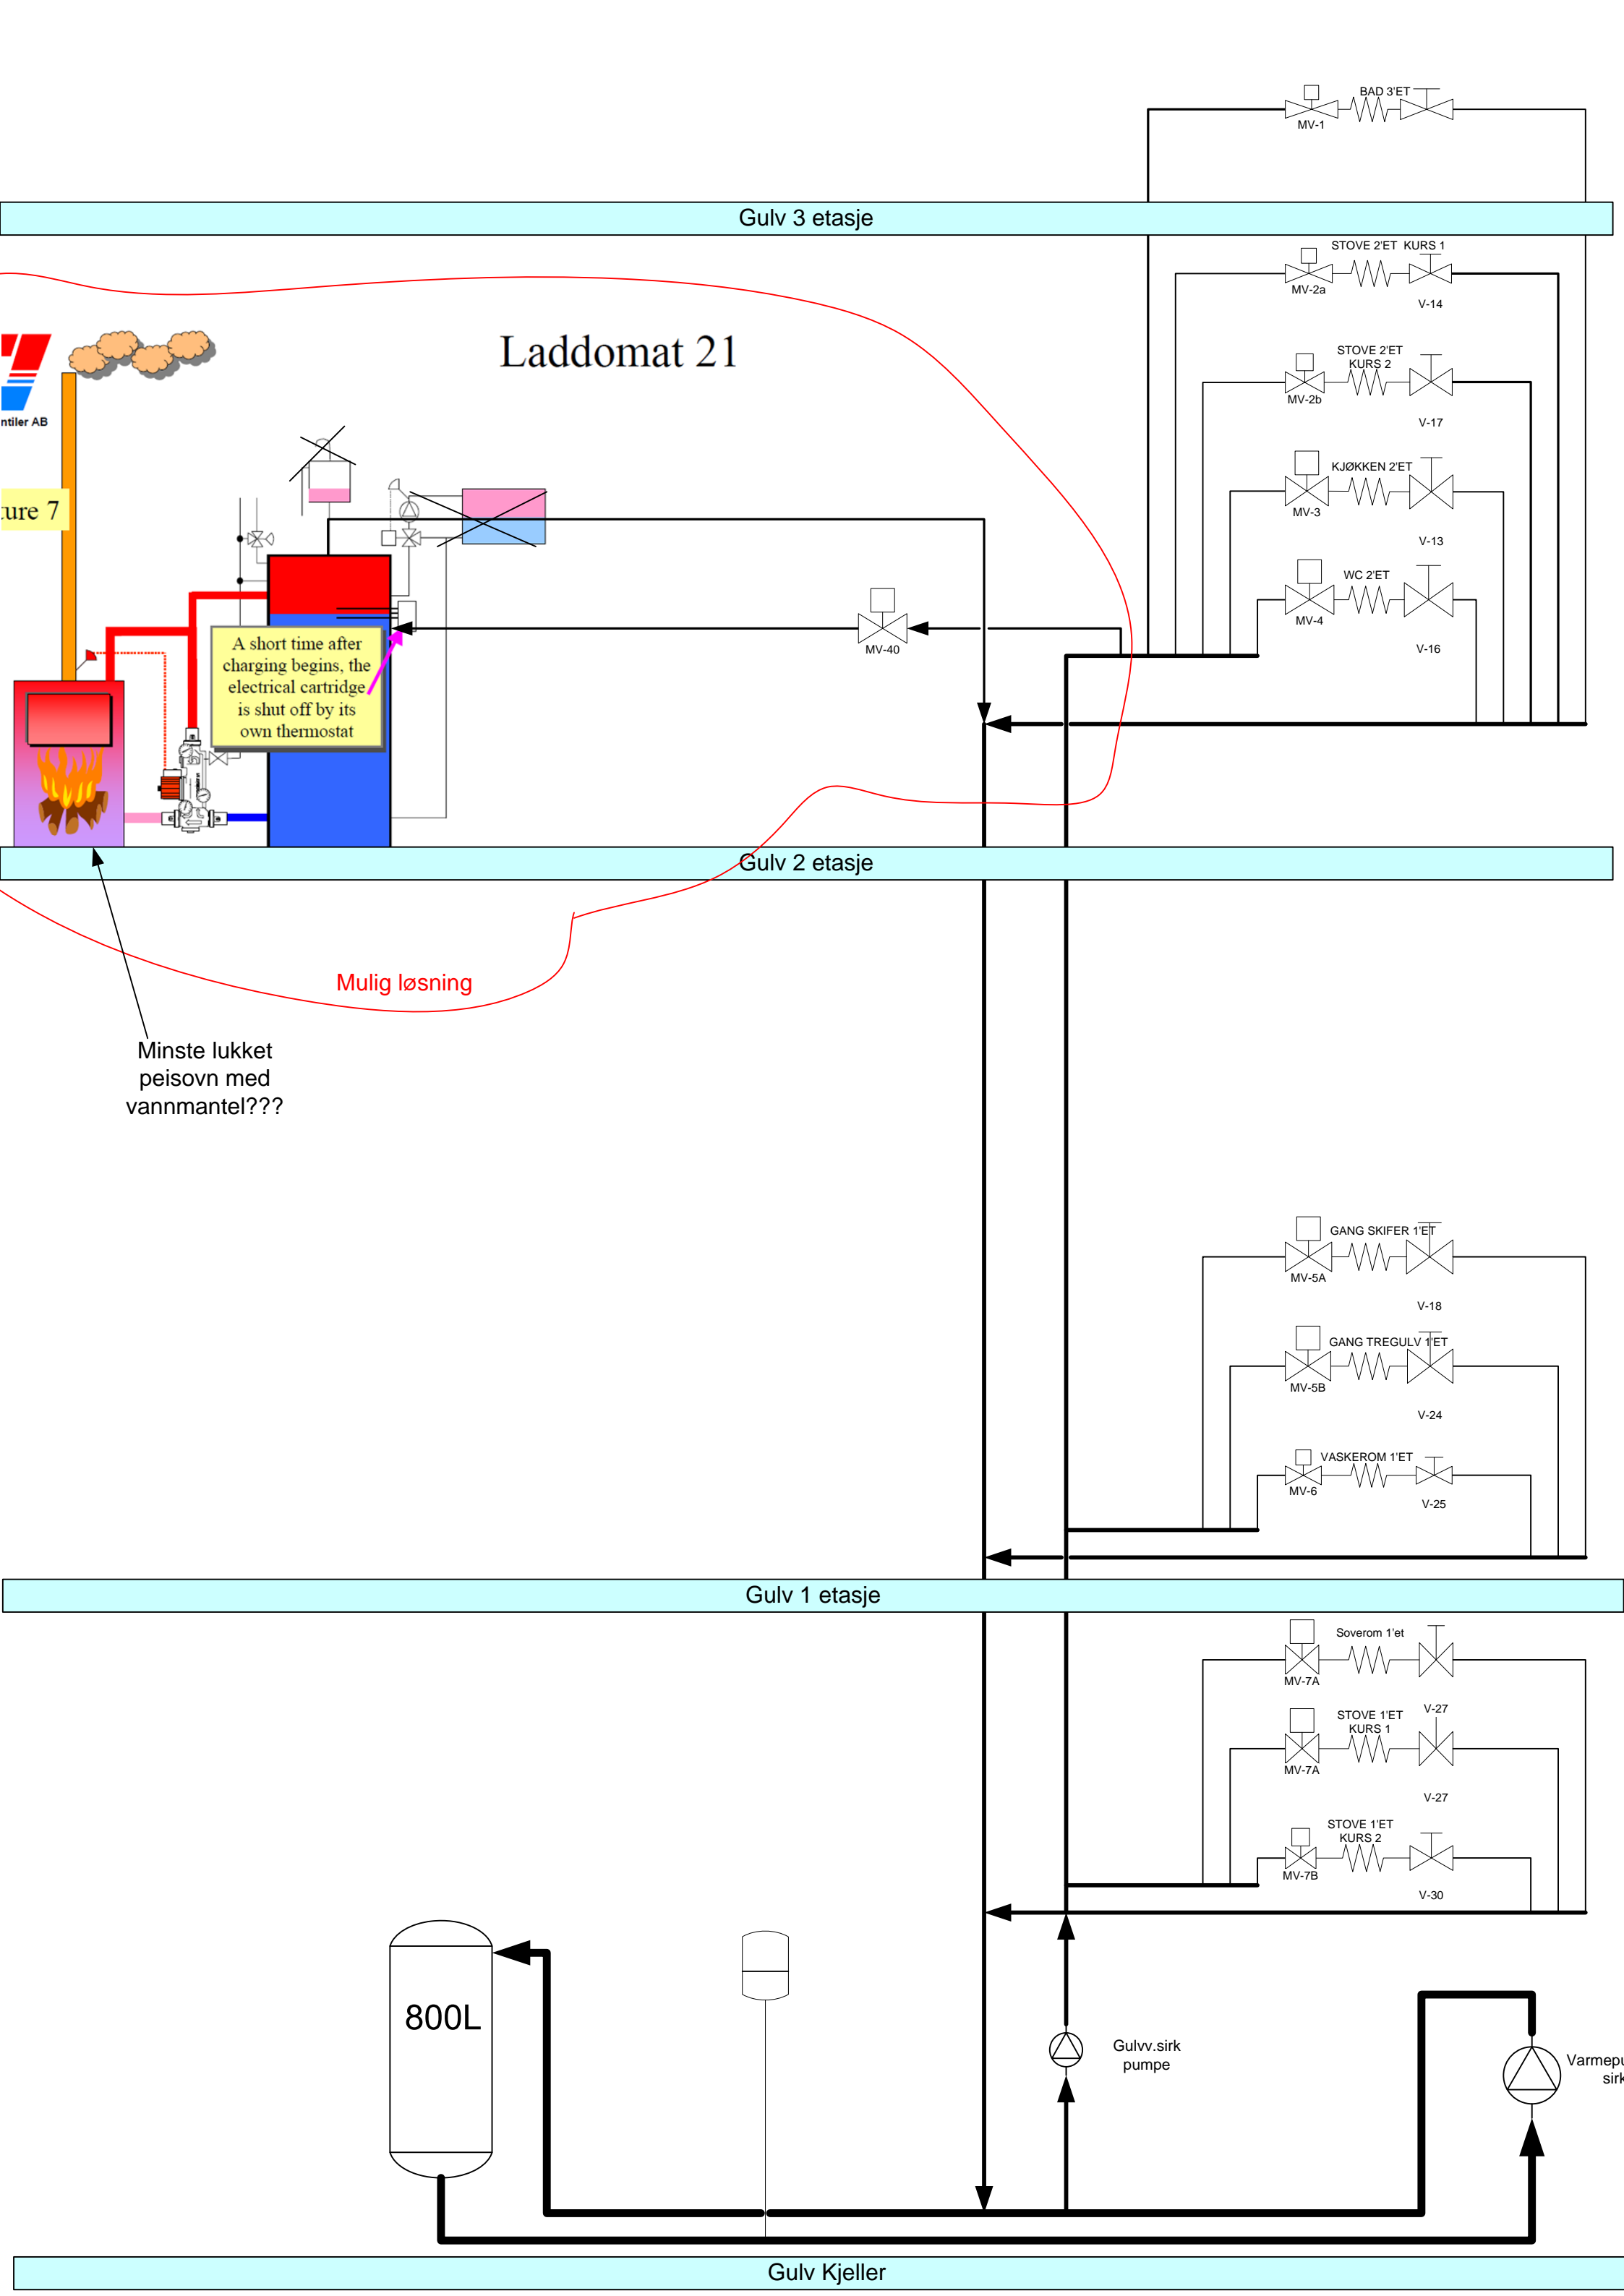 BAD 3'ET
MV-1
Gulv 3 etasje
STOVE 2'ET KURS 1
MV-2a
V-14
Laddomat 21
STOVE 2'ET
KURS 2
MV-2b
V-17
ntiler AB
KJØKKEN 2'ET
MV-3
V-13
ture 7
WC 2'ET
MV-4
V-16
MV-40
A short time after
charging begins, the
electrical cartridge
is shut off by its
own thermostat
Gulv 2 etasje
Mulig løsning
Minste lukket
peisovn med
vannmantel???
GANG SKIFER 1'ET
MV-5A
V-18
GANG TREGULV 1'ET
MV-5B
V-24
VASKEROM 1'ET
MV-6
V-25
Gulv 1 etasje
Soverom 1'et
MV-7A
V-27
STOVE 1'ET
KURS 1
MV-7A
V-27
STOVE 1'ET
KURS 2
MV-7B
V-30
800L
Gulvv.sirk
pumpe
Varmepu
sirk
Gulv Kjeller